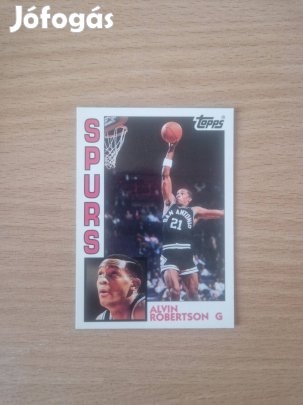 Jófogás
topps
SPURS
SAN ANTONIO
21
ALVIN
ROBERTSON G